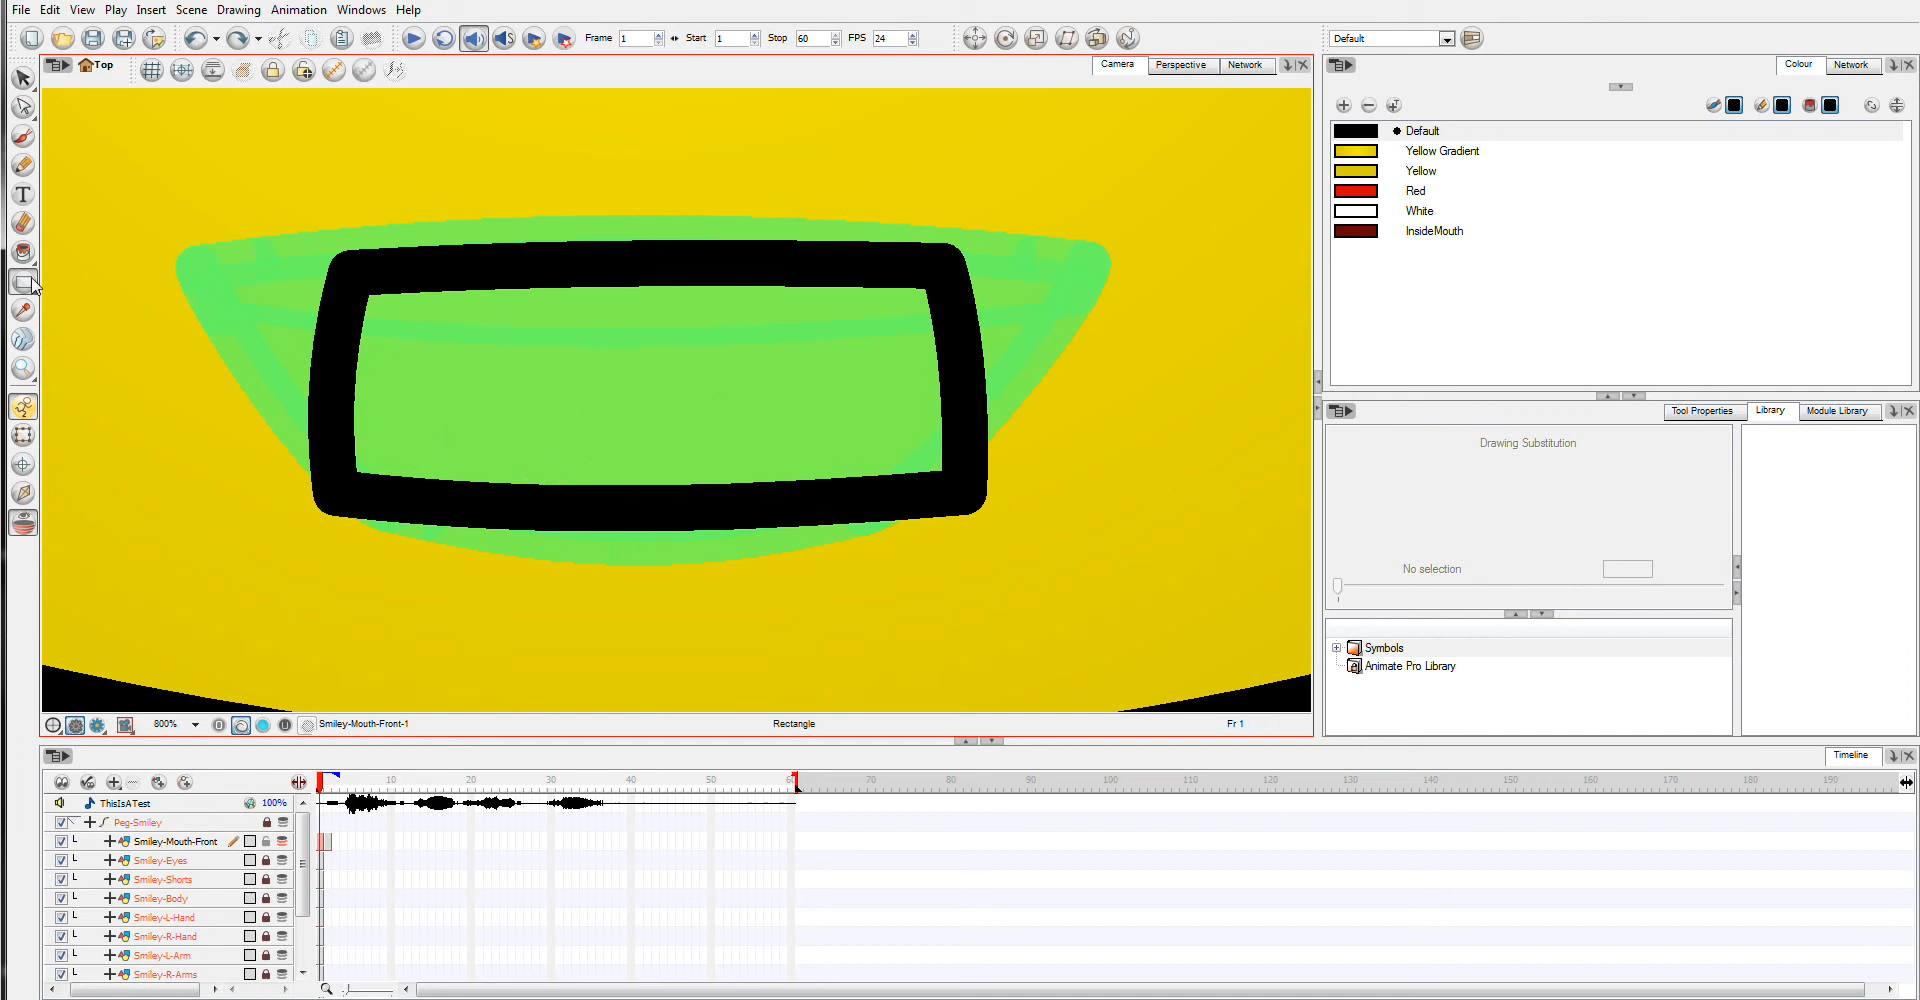 File Edit View Play Insert Scene Drawing Animation Windows Help
Frame 1 Start 1 Stop 60 FPS 24 Default
Top Camera Perspective Network Colour Network
Default
Yellow Gradient
Yellow
Red
White
InsideMouth
T
Tool Properties Library Module Library
Drawing Substitution
No selection
Symbols
Animate Pro Library
800% Smiley-Mouth-Front-1 Rectangle Fr 1
Timeline
10 20 30 40 50 60 70 80 90 100 110 120 130 140 150 160 170 180 190
ThisIsATest 100%
Peg-Smiley
Smiley-Mouth-Front
Smiley-Eyes
Smiley-Shorts
Smiley-Body
Smiley-L-Hand
Smiley-R-Hand
Smiley-L-Arm
Smiley-R-Arms